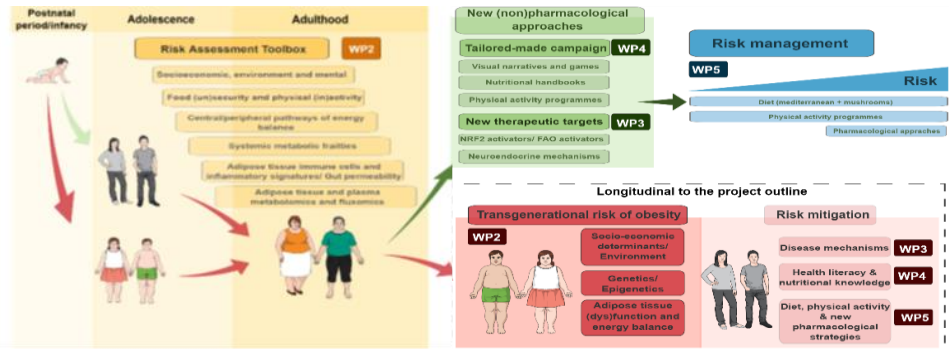 Postnatal
period/infancy
Adolescence
Adulthood
Risk Assessment Toolbox
WP2
Socioeconomic, environment and mental
Food (un)security and physical (in)activity
Central/peripheral pathways of energy
balance
Systemic metabolic frailties
Adipose tissue immune cells and
inflammatory signatures/ Gut permeability
Adipose tissue and plasma
metabolomics and fluxomics
New (non)pharmacological
approaches
Tailored-made campaign
WP4
Visual narratives and games
Nutritional handbooks
Physical activity programmes
New therapeutic targets
WP3
NRF2 activators/ FAO activators
Neuroendocrine mechanisms
Risk management
WP5
Risk
Diet (mediterranean + mushrooms)
Physical activity programmes
Pharmacological appraches
Longitudinal to the project outline
Transgenerational risk of obesity
WP2
Socio-economic
determinants/
Environment
Genetics/
Epigenetics
Adipose tissue
(dys)function and
energy balance
Risk mitigation
Disease mechanisms
WP3
Health literacy &
nutritional knowledge
WP4
Diet, physical activity
& new
pharmacological
strategies
WP5